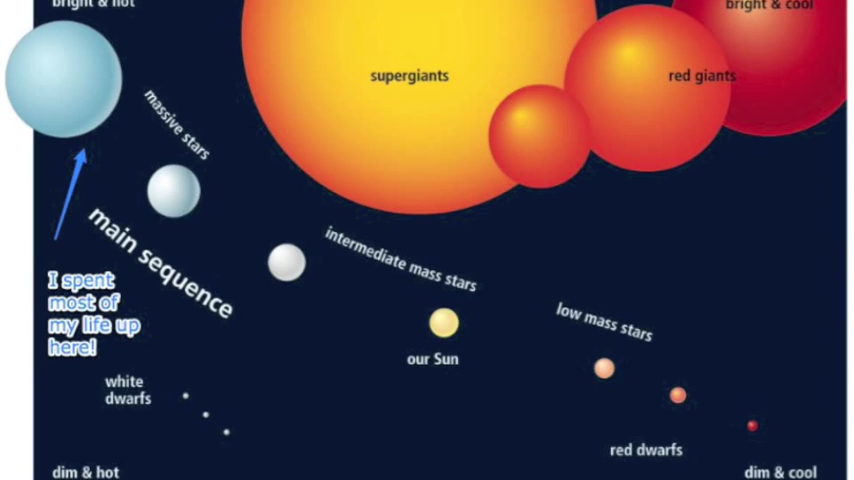 bright & hot
bright & cool
supergiants
red giants
massive stars
main sequence
intermediate mass stars
I spent
most of
my life up
here!
low mass stars
our Sun
white
dwarfs
red dwarfs
dim & hot
dim & cool